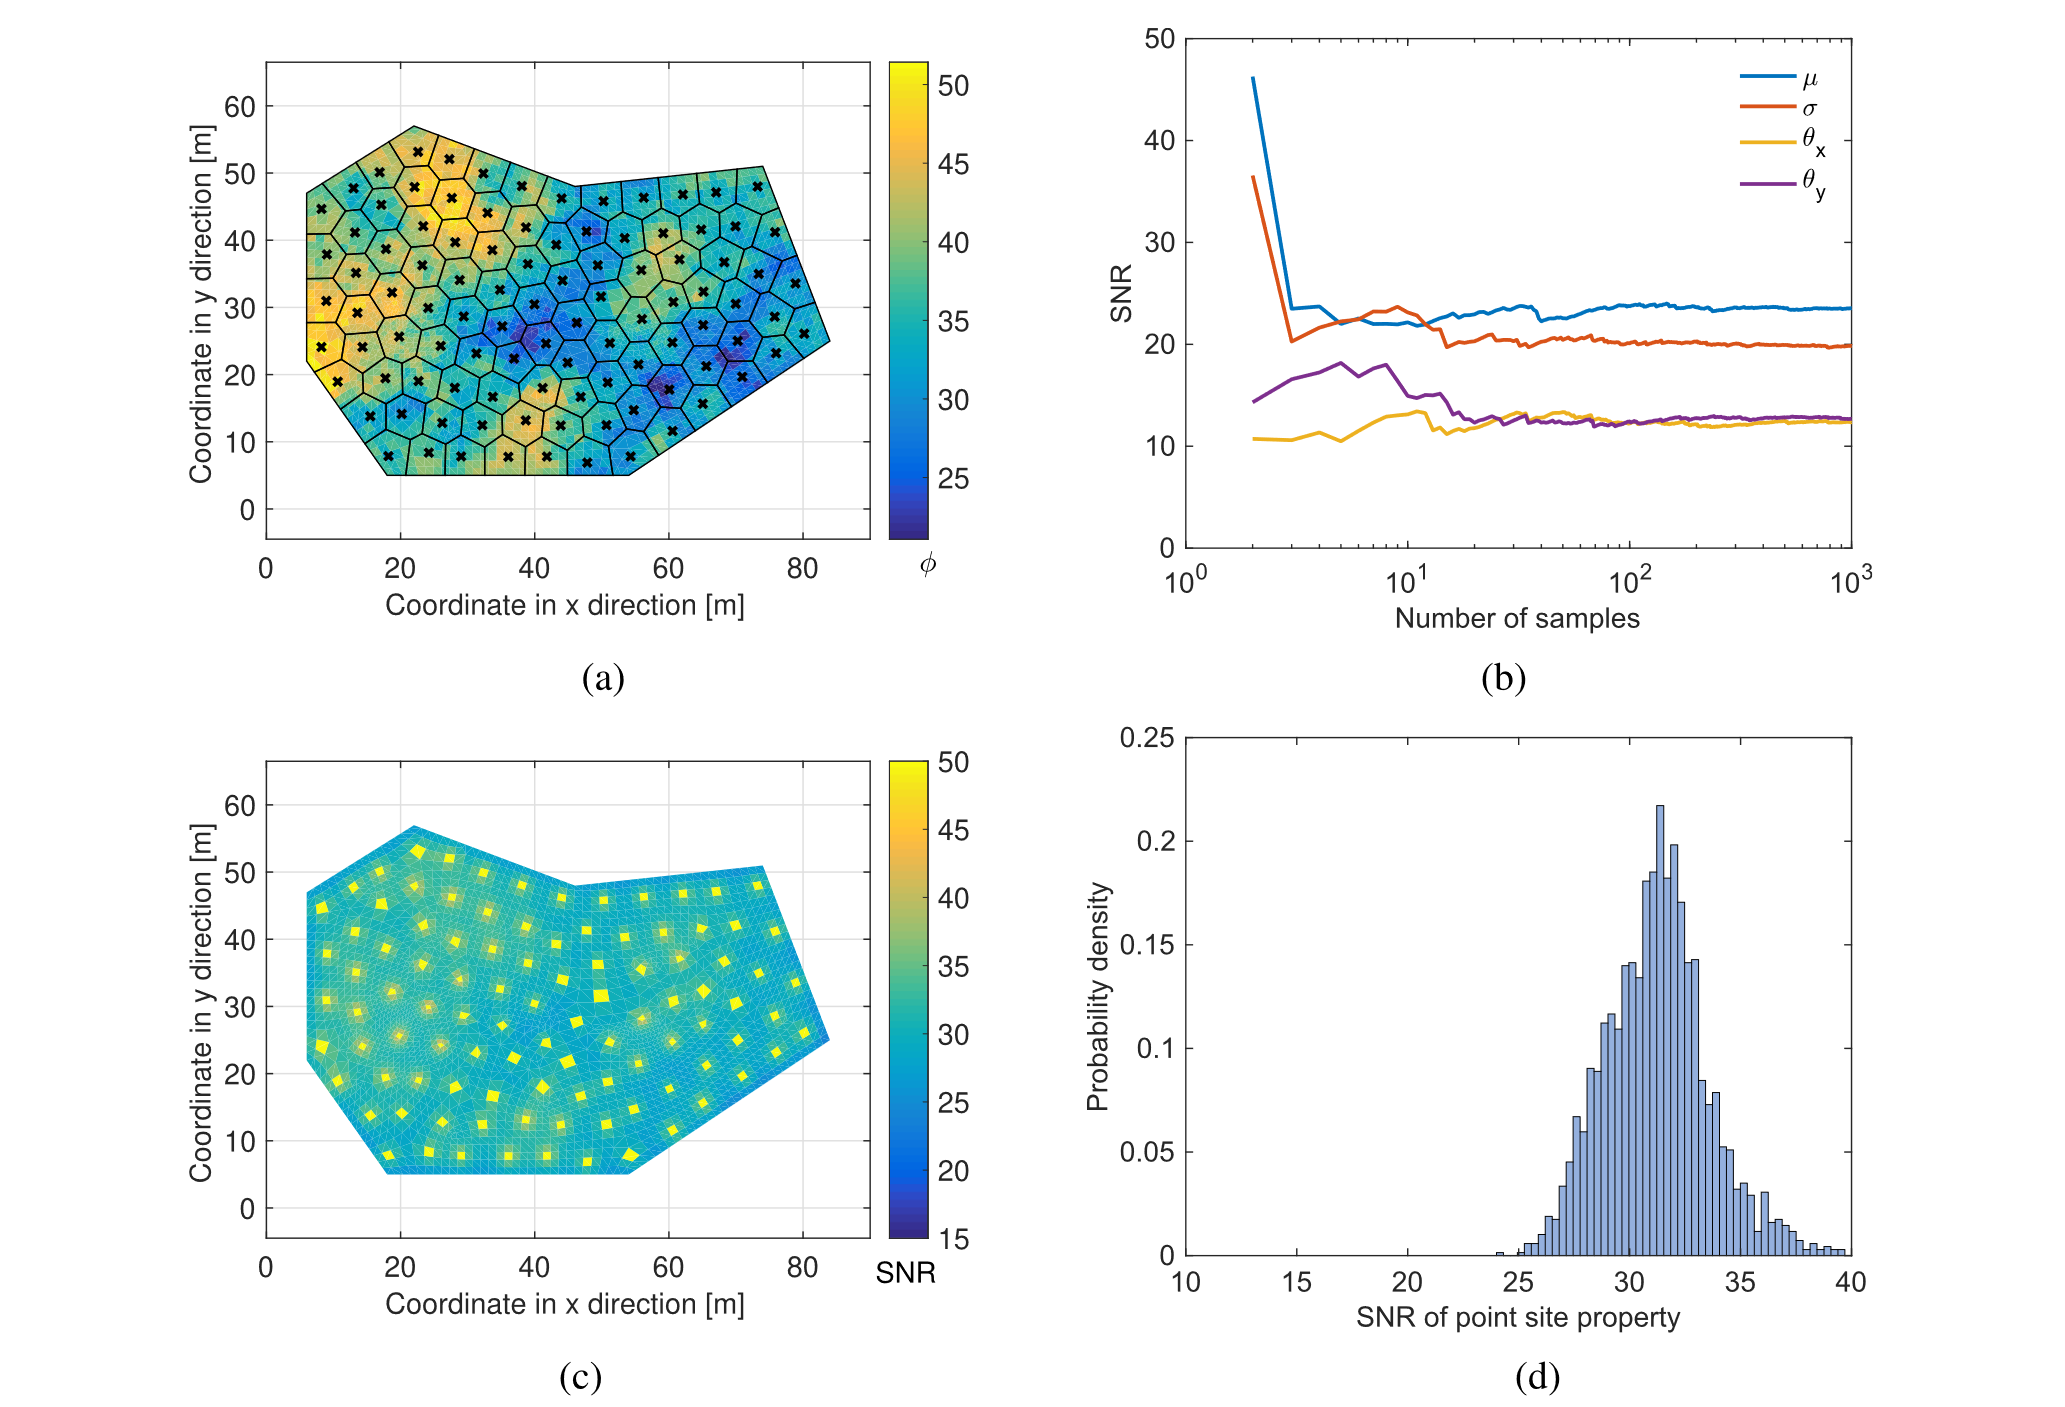 60
50
40
30
20
10
0
0 20 40 60 80
Coordinate in y direction [m]
Coordinate in x direction [m]
50
45
40
35
30
25
ϕ
(a)
50
40
30
20
10
0
SNR
10^0 10^1 10^2 10^3
Number of samples
μ
σ
θ_x
θ_y
(b)
60
50
40
30
20
10
0
0 20 40 60 80
Coordinate in y direction [m]
Coordinate in x direction [m]
50
45
40
35
30
25
20
15
SNR
(c)
0.25
0.2
0.15
0.1
0.05
0
Probability density
10 15 20 25 30 35 40
SNR of point site property
(d)